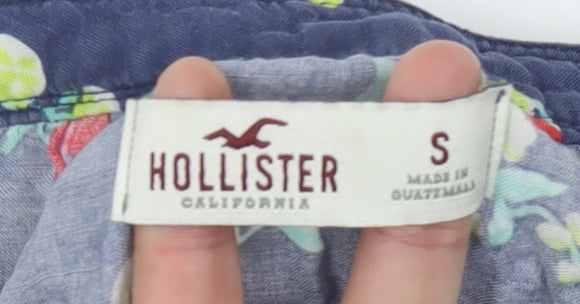 HOLLISTER
CALIFORNIA
S
MADE IN
GUATEMALA